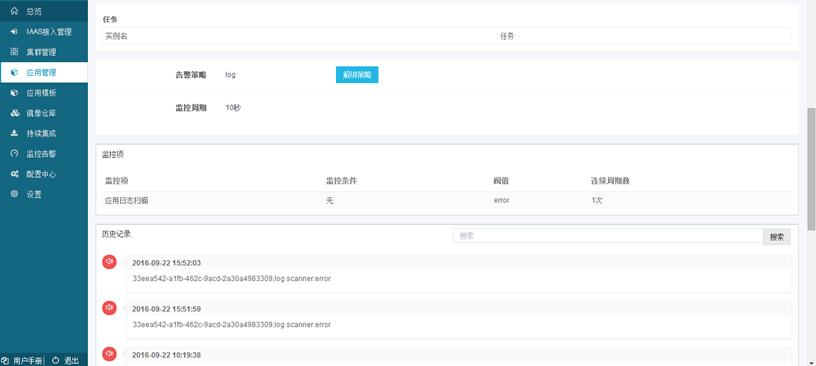 总览
IAAS接入管理
集群管理
应用管理
应用模板
镜像仓库
持续集成
监控告警
配置中心
设置
用户手册 退出
任务
实例名 任务
告警策略 log 解绑策略
监控周期 10秒
监控项
监控项 监控条件 阀值 连续周期数
应用日志扫描 无 error 1次
历史记录 搜索 搜索
2016-09-22 15:52:03
33eea542-a1fb-462c-9acd-2a30a4983309,log scanner:error
2016-09-22 15:51:59
33eea542-a1fb-462c-9acd-2a30a4983309,log scanner:error
2016-09-22 10:19:38